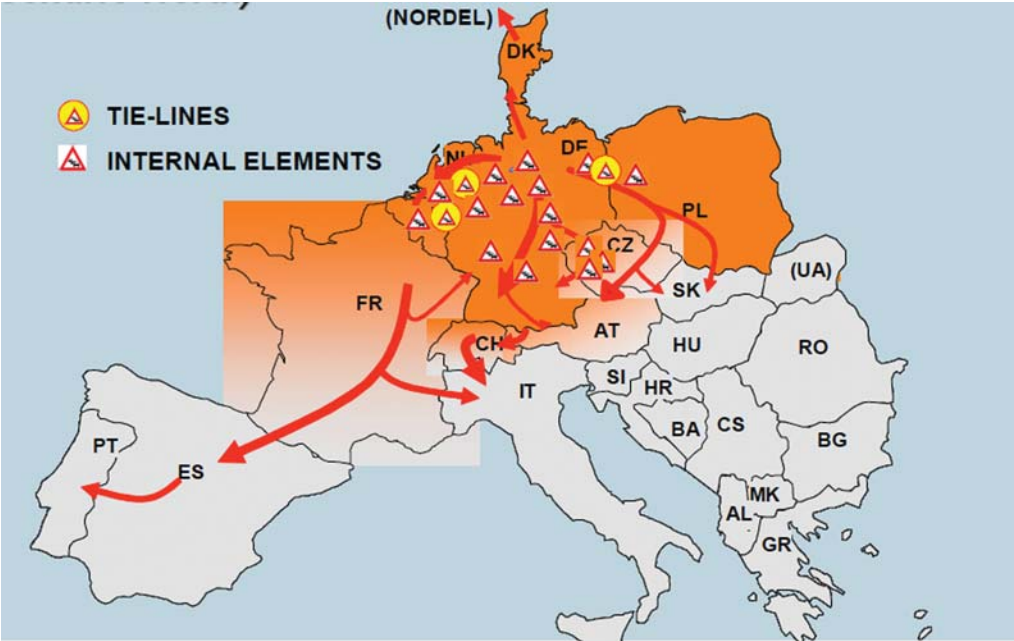 (NORDEL)
DK
TIE-LINES
INTERNAL ELEMENTS
NL
DE
PL
CZ
FR
SK
(UA)
CH
AT
HU
RO
IT
SI
HR
BA
CS
BG
PT
ES
MK
AL
GR